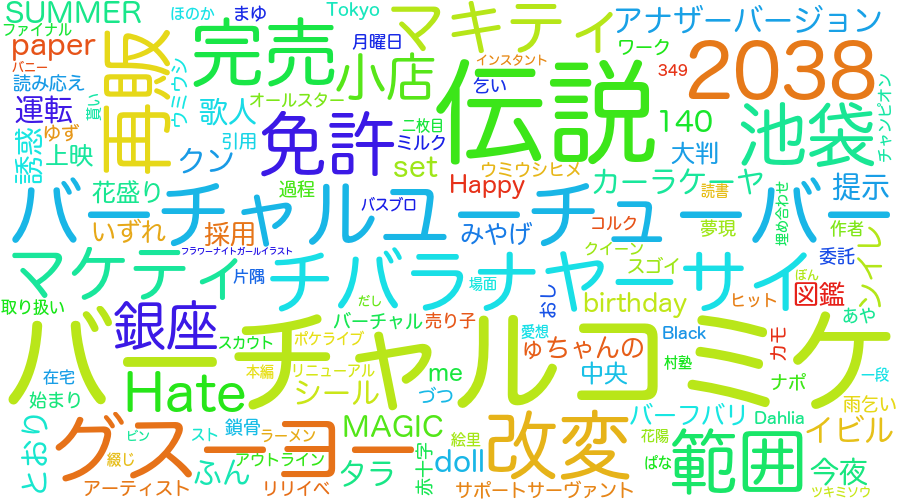 SUMMER
ファイナル
ほのか
まゆ
Tokyo
アナザーバージョン
paper
バニー
再販
完売
月曜日
マキティ
ワーク
2038
読み応え
ウミウシ
歌人
オールスター
小店
インスタント
乞い
伝説
349
運転
貰い
ゆず
引用
免許
二枚目
ミルク
140
池袋
チャンピオン
誘惑
上映
クン
set
ウミウシヒメ
大判
花盛り
過程
Happy
カーラケーヤ
読書
提示
バーチャルユーチューバー
バスブロ
いずれ
採用
みやげ
コルク
夢現
埋め合わせ
作者
フラワーナイトガールイラスト
マケティ
片隅
チバラナヤーサイ
クイーン
スゴイ
委託
ンイレ
場面
ぽん
取り扱い
銀座
だし
おし
birthday
ヒット
図鑑
あや
バーチャル
売り子
バーチャルコミケ
スカウト
ポケライブ
愛想
ゅちゃんの
Black
カモ
在宅
本編
リニューアル
村塾
一段
始まり
Hate
シール
me
づつ
中央
ナポ
とおり
グスーヨー
鎖骨
スト
ラーメン
MAGIC
絵里
改変
バーフバリ
Dahlia
雨乞い
イビル
ビン
綴じ
アウトライン
赤十字
doll
花陽
ぱな
範囲
今夜
アーティスト
ふん
リリイベ
タラ
サポートサーヴァント
ツキミソウ